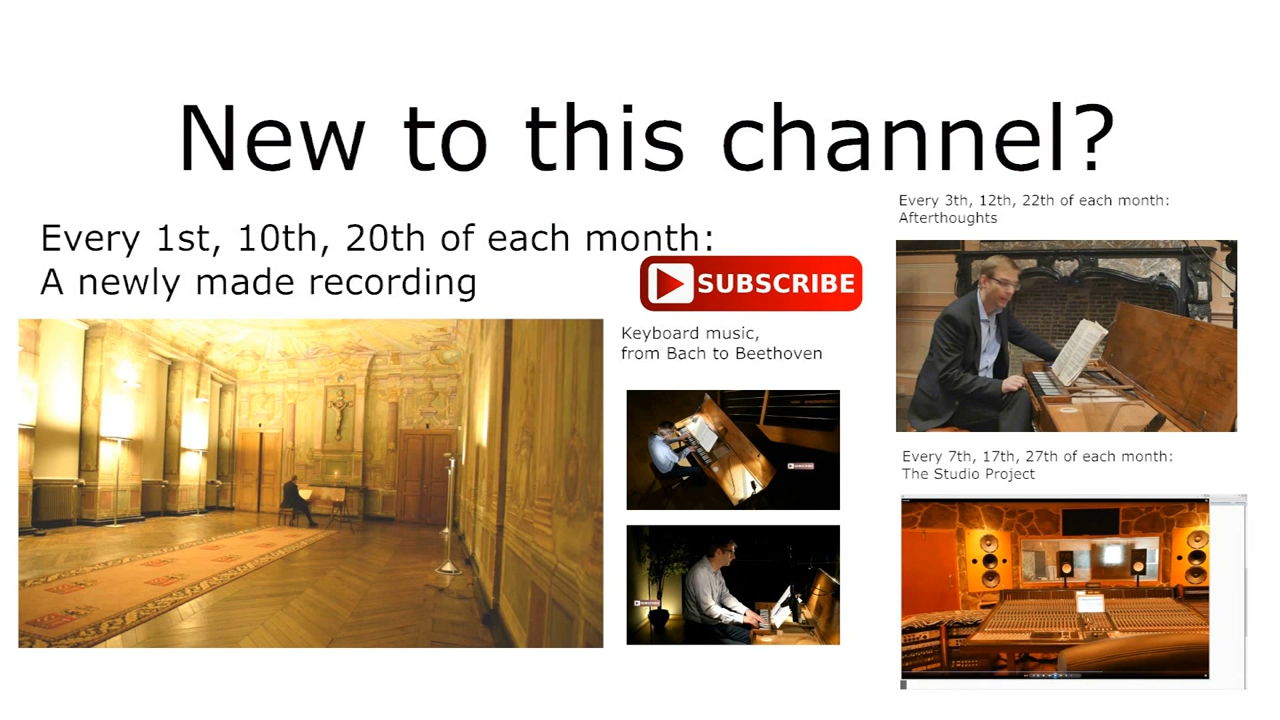 New to this channel?
Every 1st, 10th, 20th of each month:
A newly made recording
SUBSCRIBE
Keyboard music,
from Bach to Beethoven
Every 3th, 12th, 22th of each month:
Afterthoughts
Every 7th, 17th, 27th of each month:
The Studio Project